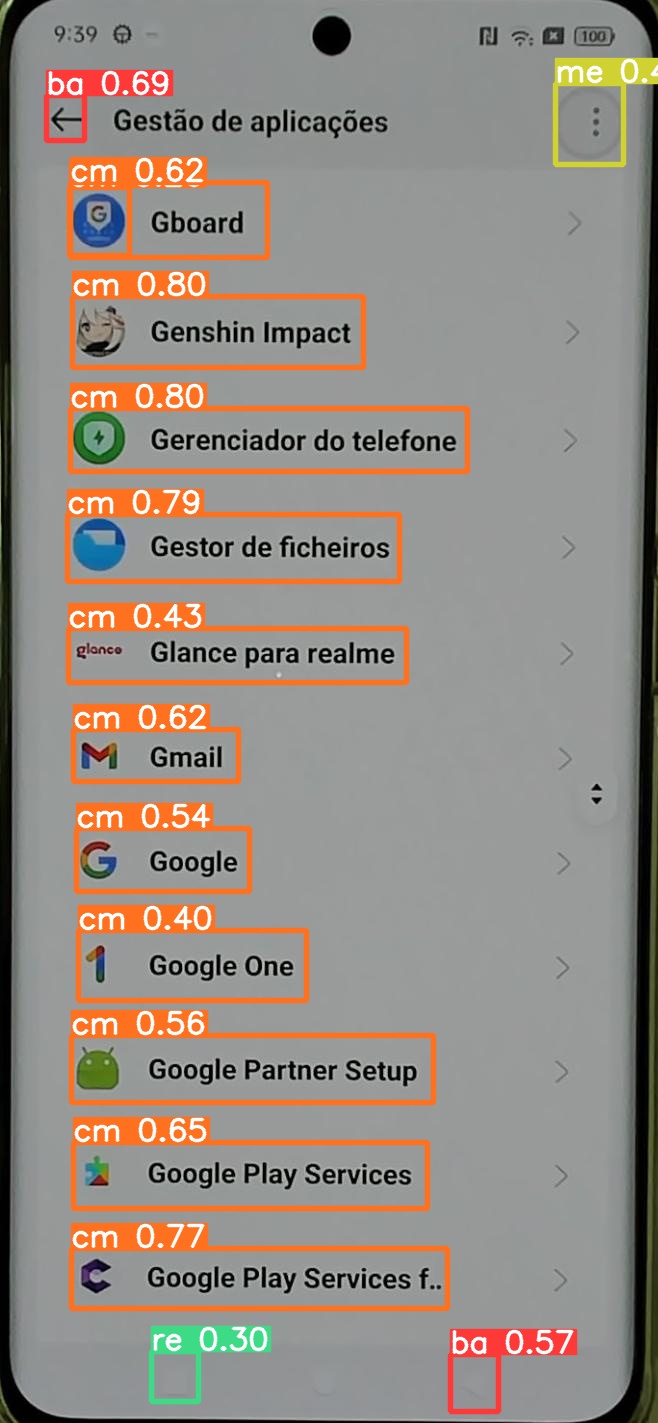 9:39
100
ba 0.69
me 0.4
Gestão de aplicações
cm 0.62
Gboard
cm 0.80
Genshin Impact
cm 0.80
Gerenciador do telefone
cm 0.79
Gestor de ficheiros
cm 0.43
glance Glance para realme
cm 0.62
Gmail
cm 0.54
Google
cm 0.40
Google One
cm 0.56
Google Partner Setup
cm 0.65
Google Play Services
cm 0.77
Google Play Services f..
re 0.30
ba 0.57